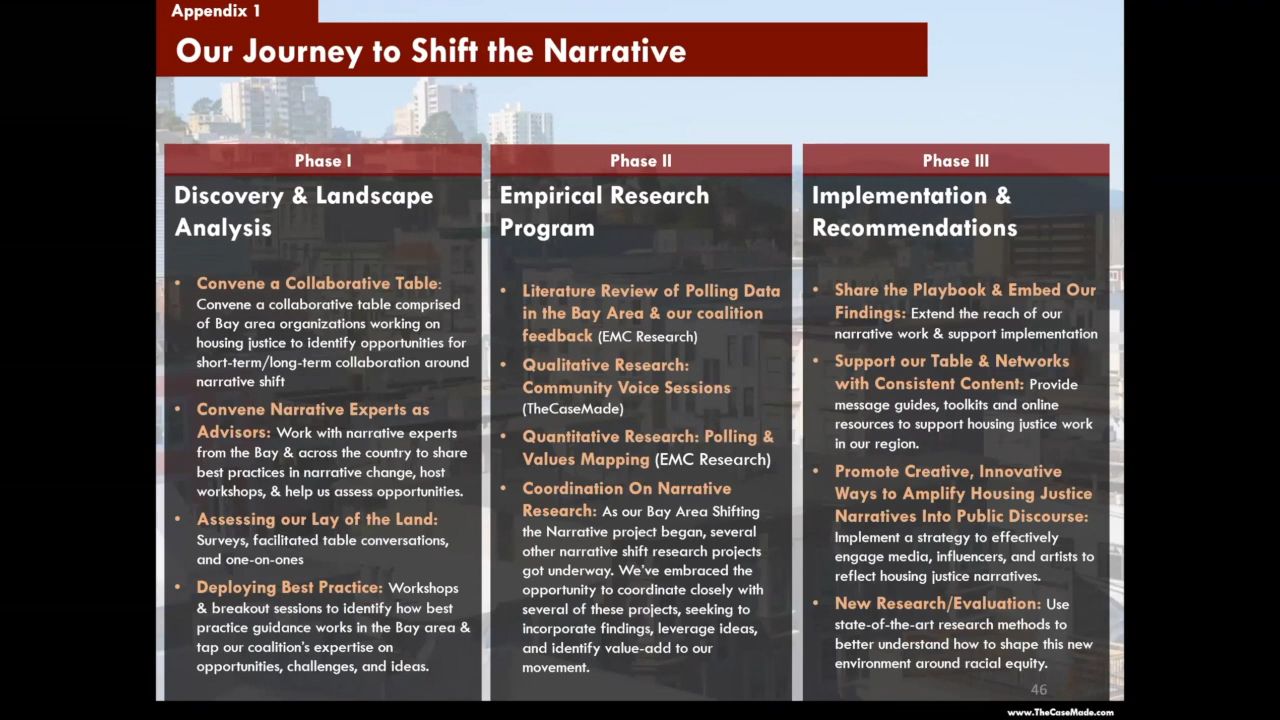 Appendix 1
Our Journey to Shift the Narrative
Phase I
Discovery & Landscape
Analysis
• Convene a Collaborative Table:
Convene a collaborative table comprised
of Bay area organizations working on
housing justice to identify opportunities for
short-term/long-term collaboration around
narrative shift
• Convene Narrative Experts as
Advisors: Work with narrative experts
from the Bay & across the country to share
best practices in narrative change, host
workshops, & help us assess opportunities.
• Assessing our Lay of the Land:
Surveys, facilitated table conversations,
and one-on-ones
• Deploying Best Practice: Workshops
& breakout sessions to identify how best
practice guidance works in the Bay area &
tap our coalition's expertise on
opportunities, challenges, and ideas.
Phase II
Empirical Research
Program
• Literature Review of Polling Data
in the Bay Area & our coalition
feedback (EMC Research)
• Qualitative Research:
Community Voice Sessions
(TheCaseMade)
• Quantitative Research: Polling &
Values Mapping (EMC Research)
• Coordination On Narrative
Research: As our Bay Area Shifting
the Narrative project began, several
other narrative shift research projects
got underway. We've embraced the
opportunity to coordinate closely with
several of these projects, seeking to
incorporate findings, leverage ideas,
and identify value-add to our
movement.
Phase III
Implementation &
Recommendations
• Share the Playbook & Embed Our
Findings: Extend the reach of our
narrative work & support implementation
• Support our Table & Networks
with Consistent Content: Provide
message guides, toolkits and online
resources to support housing justice work
in our region.
• Promote Creative, Innovative
Ways to Amplify Housing Justice
Narratives Into Public Discourse:
Implement a strategy to effectively
engage media, influencers, and artists to
reflect housing justice narratives.
• New Research/Evaluation: Use
state-of-the-art research methods to
better understand how to shape this new
environment around racial equity.
46
www.TheCaseMade.com